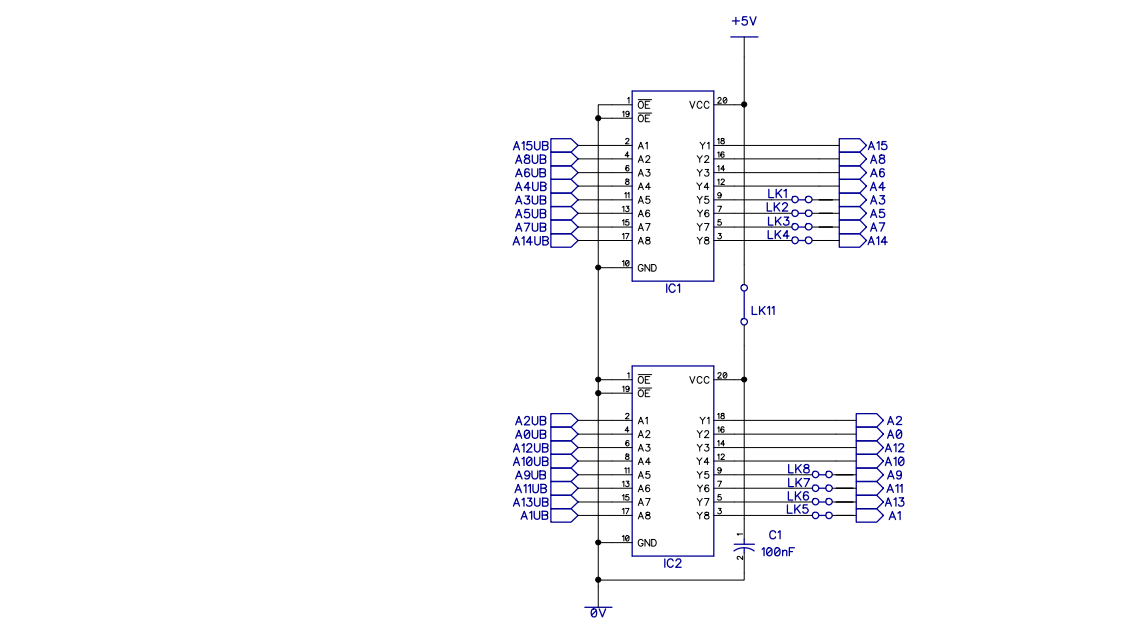 +5V
1 OE VCC 20
19 OE
A15UB 2 A1 Y1 18 A15
A8UB 4 A2 Y2 16 A8
A6UB 6 A3 Y3 14 A6
A4UB 8 A4 Y4 12 A4
A3UB 11 A5 Y5 9 LK1 A3
A5UB 13 A6 Y6 7 LK2 A5
A7UB 15 A7 Y7 5 LK3 A7
A14UB 17 A8 Y8 3 LK4 A14
10 GND
IC1
LK11
1 OE VCC 20
19 OE
A2UB 2 A1 Y1 18 A2
A0UB 4 A2 Y2 16 A0
A12UB 6 A3 Y3 14 A12
A10UB 8 A4 Y4 12 A10
A9UB 11 A5 Y5 9 LK8 A9
A11UB 13 A6 Y6 7 LK7 A11
A13UB 15 A7 Y7 5 LK6 A13
A1UB 17 A8 Y8 3 LK5 A1
10 GND 1 C1
2 100nF
IC2
0V